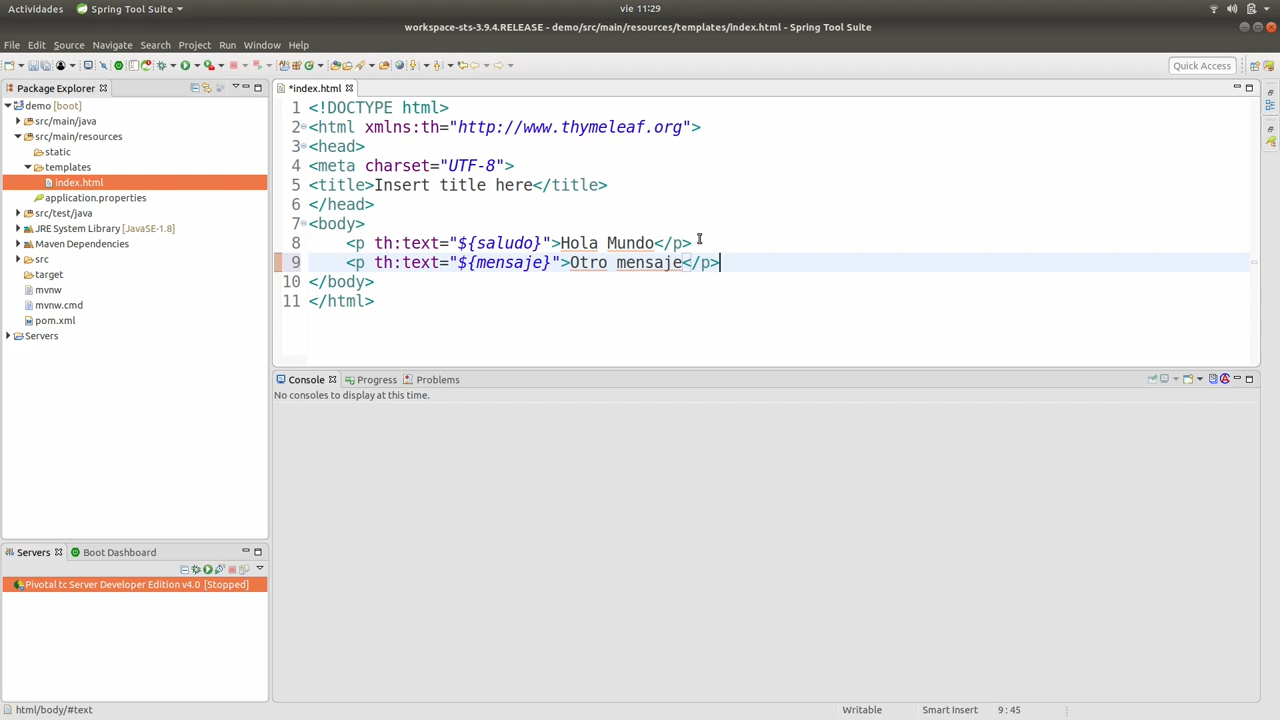 Actividades
Spring Tool Suite
vie 11:29
workspace-sts-3.9.4.RELEASE - demo/src/main/resources/templates/index.html - Spring Tool Suite
File Edit Source Navigate Search Project Run Window Help
Quick Access
Package Explorer
demo [boot]
src/main/java
src/main/resources
static
templates
index.html
application.properties
src/test/java
JRE System Library [JavaSE-1.8]
Maven Dependencies
src
target
mvnw
mvnw.cmd
pom.xml
Servers
*index.html
1 <!DOCTYPE html>
2 <html xmlns:th="http://www.thymeleaf.org">
3 <head>
4 <meta charset="UTF-8">
5 <title>Insert title here</title>
6 </head>
7 <body>
8 <p th:text="${saludo}">Hola Mundo</p>
9 <p th:text="${mensaje}">Otro mensaje</p>
10 </body>
11 </html>
Console Progress Problems
No consoles to display at this time.
Servers Boot Dashboard
Pivotal tc Server Developer Edition v4.0 [Stopped]
html/body/#text
Writable
Smart Insert
9 : 45